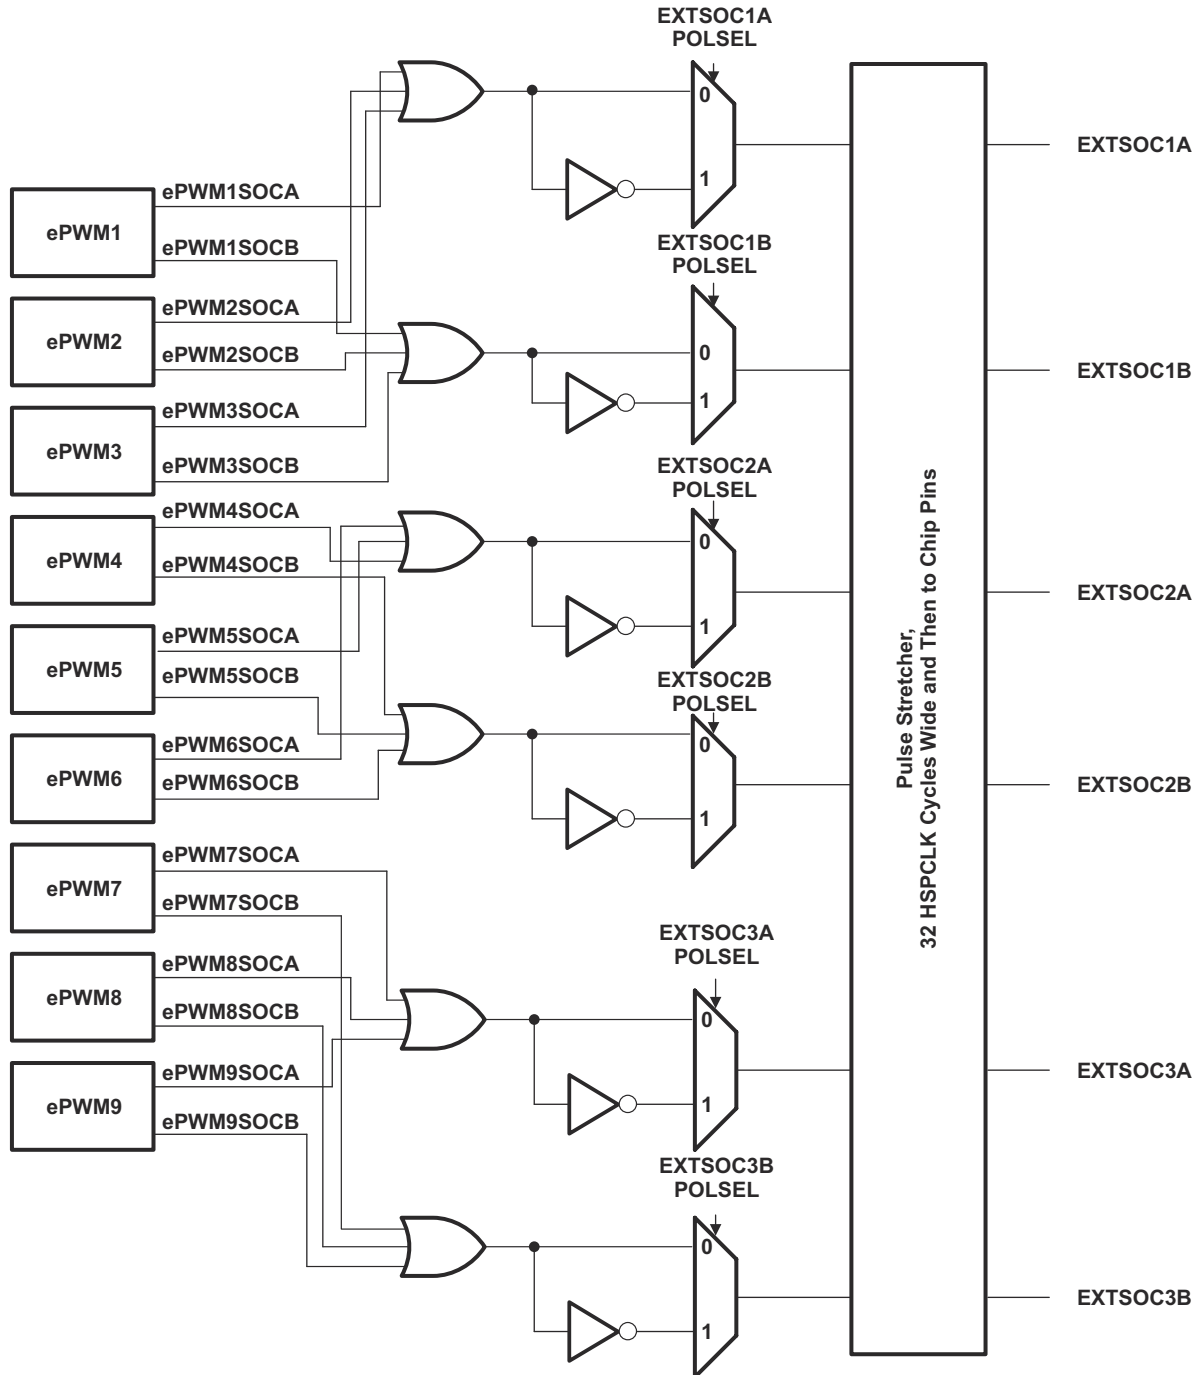 EXTSOC1A
POLSEL
0
1
EXTSOC1A
ePWM1
ePWM1SOCA
ePWM1SOCB
EXTSOC1B
POLSEL
0
1
EXTSOC1B
ePWM2
ePWM2SOCA
ePWM2SOCB
ePWM3
ePWM3SOCA
ePWM3SOCB
EXTSOC2A
POLSEL
0
1
EXTSOC2A
ePWM4
ePWM4SOCA
ePWM4SOCB
ePWM5
ePWM5SOCA
ePWM5SOCB
EXTSOC2B
POLSEL
0
1
EXTSOC2B
ePWM6
ePWM6SOCA
ePWM6SOCB
Pulse Stretcher,
32 HSPCLK Cycles Wide and Then to Chip Pins
ePWM7
ePWM7SOCA
ePWM7SOCB
EXTSOC3A
POLSEL
0
1
EXTSOC3A
ePWM8
ePWM8SOCA
ePWM8SOCB
ePWM9
ePWM9SOCA
ePWM9SOCB
EXTSOC3B
POLSEL
0
1
EXTSOC3B